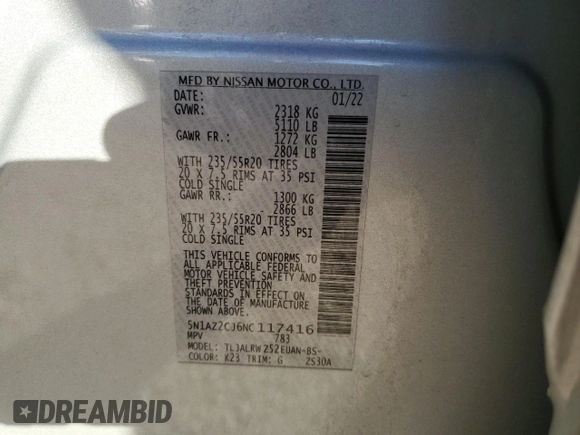 MFD BY NISSAN MOTOR CO., LTD.
DATE: 01/22
GVWR: 2318 KG
5110 LB
GAWR FR.: 1272 KG
2804 LB
WITH 235/55R20 TIRES
20 X 7.5 RIMS AT 35 PSI
COLD SINGLE
GAWR RR.: 1300 KG
2866 LB
WITH 235/55R20 TIRES
20 X 7.5 RIMS AT 35 PSI
COLD SINGLE
THIS VEHICLE CONFORMS TO
ALL APPLICABLE FEDERAL
MOTOR VEHICLE SAFETY AND
THEFT PREVENTION
STANDARDS IN EFFECT ON
THE DATE OF MANUFACTURE
SHOWN ABOVE.
5N1AZ2CJ6NC117416
MPV 783
MODEL: TLJALRWZ52EUAN-BS-
COLOR: K23 TRIM: G ZS30A
DREAMBID